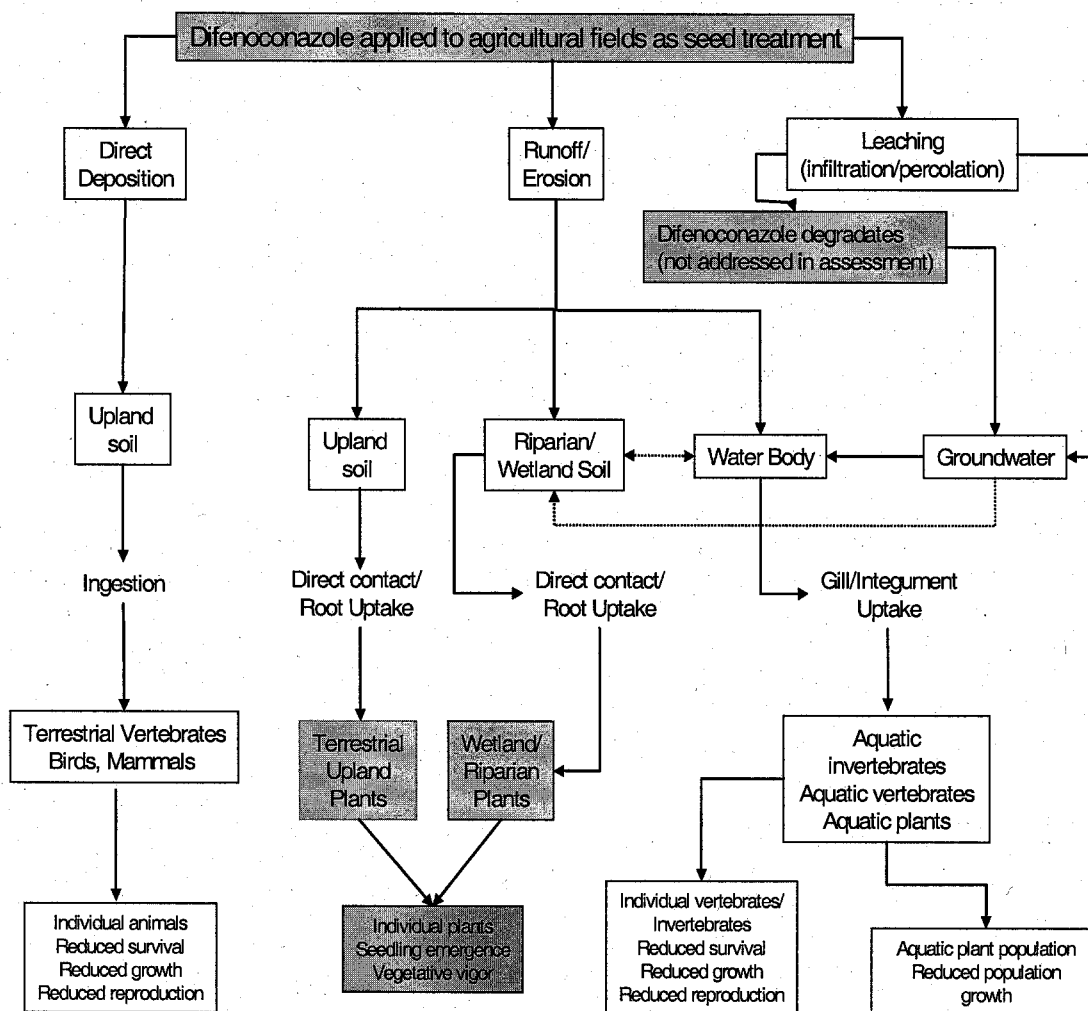 Difenoconazole applied to agricultural fields as seed treatment
Direct
Deposition
Runoff/
Erosion
Leaching
(infiltration/percolation)
Difenoconazole degradates
(not addressed in assessment)
Upland
soil
Upland
soil
Riparian/
Wetland Soil
Water Body
Groundwater
Ingestion
Direct contact/
Root Uptake
Direct contact/
Root Uptake
Gill/Integument
Uptake
Terrestrial Vertebrates
Birds, Mammals
Terrestrial
Upland
Plants
Wetland/
Riparian
Plants
Aquatic
invertebrates
Aquatic vertebrates
Aquatic plants
Individual animals
Reduced survival
Reduced growth
Reduced reproduction
Individual plants
Seedling emergence
Vegetative vigor
Individual vertebrates/
Invertebrates
Reduced survival
Reduced growth
Reduced reproduction
Aquatic plant population
Reduced population
growth